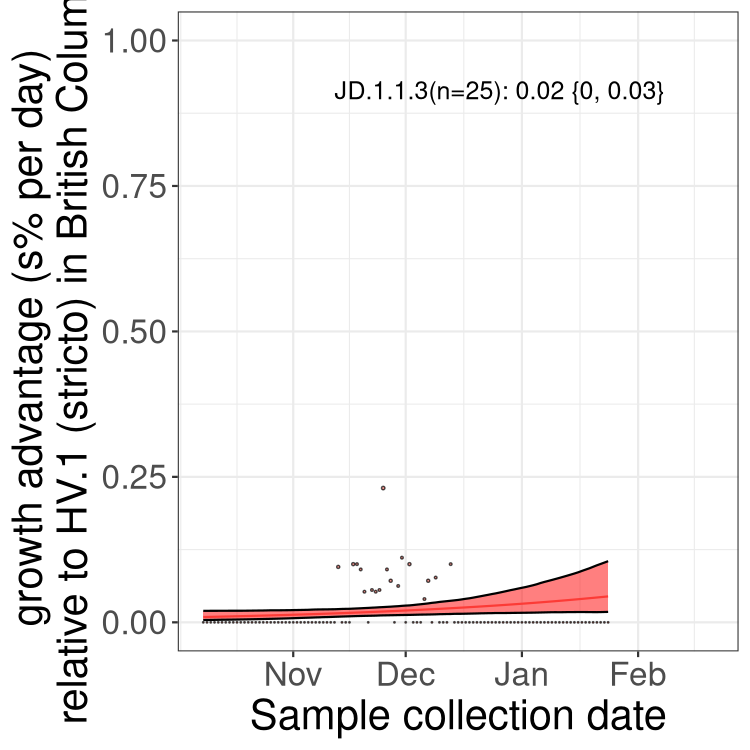 growth advantage (s% per day)
relative to HV.1 (stricto) in British Colum
1.00
0.75
0.50
0.25
0.00
JD.1.1.3(n=25): 0.02 {0, 0.03}
Nov Dec Jan Feb
Sample collection date